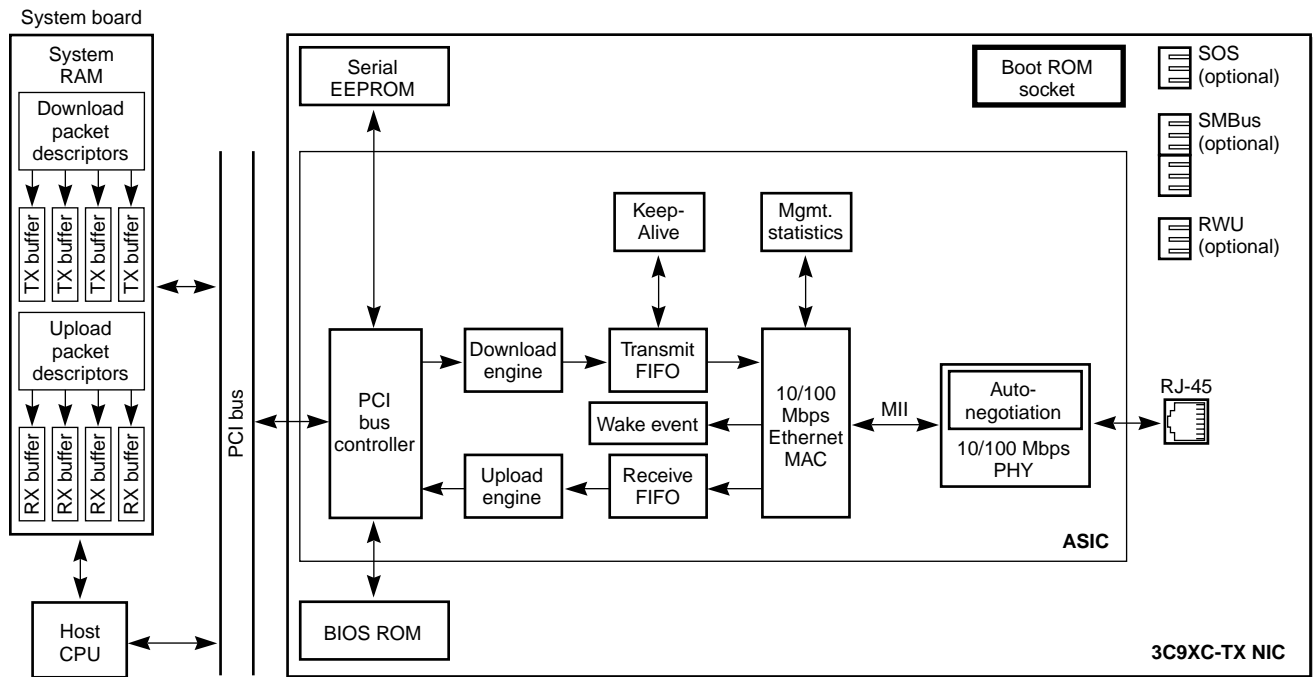 System board
System
RAM
Download
packet
descriptors
TX buffer
TX buffer
TX buffer
TX buffer
Upload
packet
descriptors
RX buffer
RX buffer
RX buffer
RX buffer
Host
CPU
PCI bus
Serial
EEPROM
Boot ROM
socket
SOS
(optional)
SMBus
(optional)
RWU
(optional)
Keep-
Alive
Mgmt.
statistics
PCI
bus
controller
Download
engine
Transmit
FIFO
Wake event
Upload
engine
Receive
FIFO
10/100
Mbps
Ethernet
MAC
MII
Auto-
negotiation
10/100 Mbps
PHY
RJ-45
ASIC
BIOS ROM
3C9XC-TX NIC